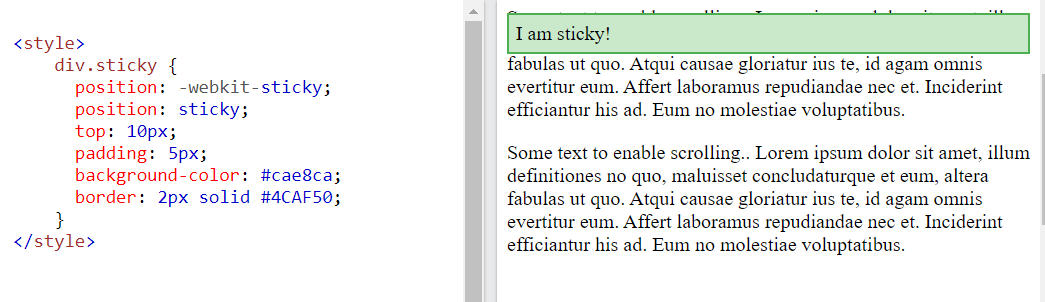 <style>
div.sticky {
position: -webkit-sticky;
position: sticky;
top: 10px;
padding: 5px;
background-color: #cae8ca;
border: 2px solid #4CAF50;
}
</style>
I am sticky!
fabulas ut quo. Atqui causae gloriatur ius te, id agam omnis
evertitur eum. Affert laboramus repudiandae nec et. Inciderint
efficiantur his ad. Eum no molestiae voluptatibus.
Some text to enable scrolling.. Lorem ipsum dolor sit amet, illum
definitiones no quo, maluisset concludaturque et eum, altera
fabulas ut quo. Atqui causae gloriatur ius te, id agam omnis
evertitur eum. Affert laboramus repudiandae nec et. Inciderint
efficiantur his ad. Eum no molestiae voluptatibus.